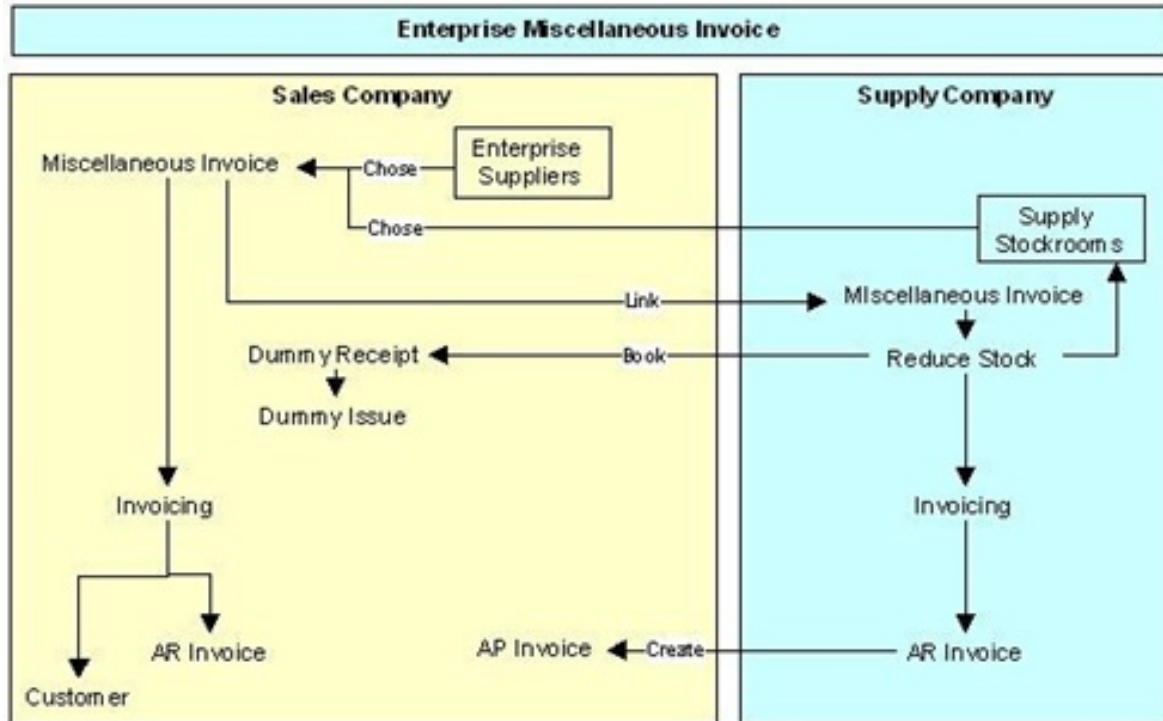 Enterprise Miscellaneous Invoice
Sales Company
Supply Company
Miscellaneous Invoice
Chose
Enterprise
Suppliers
Chose
Supply
Stockrooms
Link
MIscellaneous Invoice
Dummy Receipt
Book
Reduce Stock
Dummy Issue
Invoicing
Invoicing
AR Invoice
AP Invoice
Create
AR Invoice
Customer